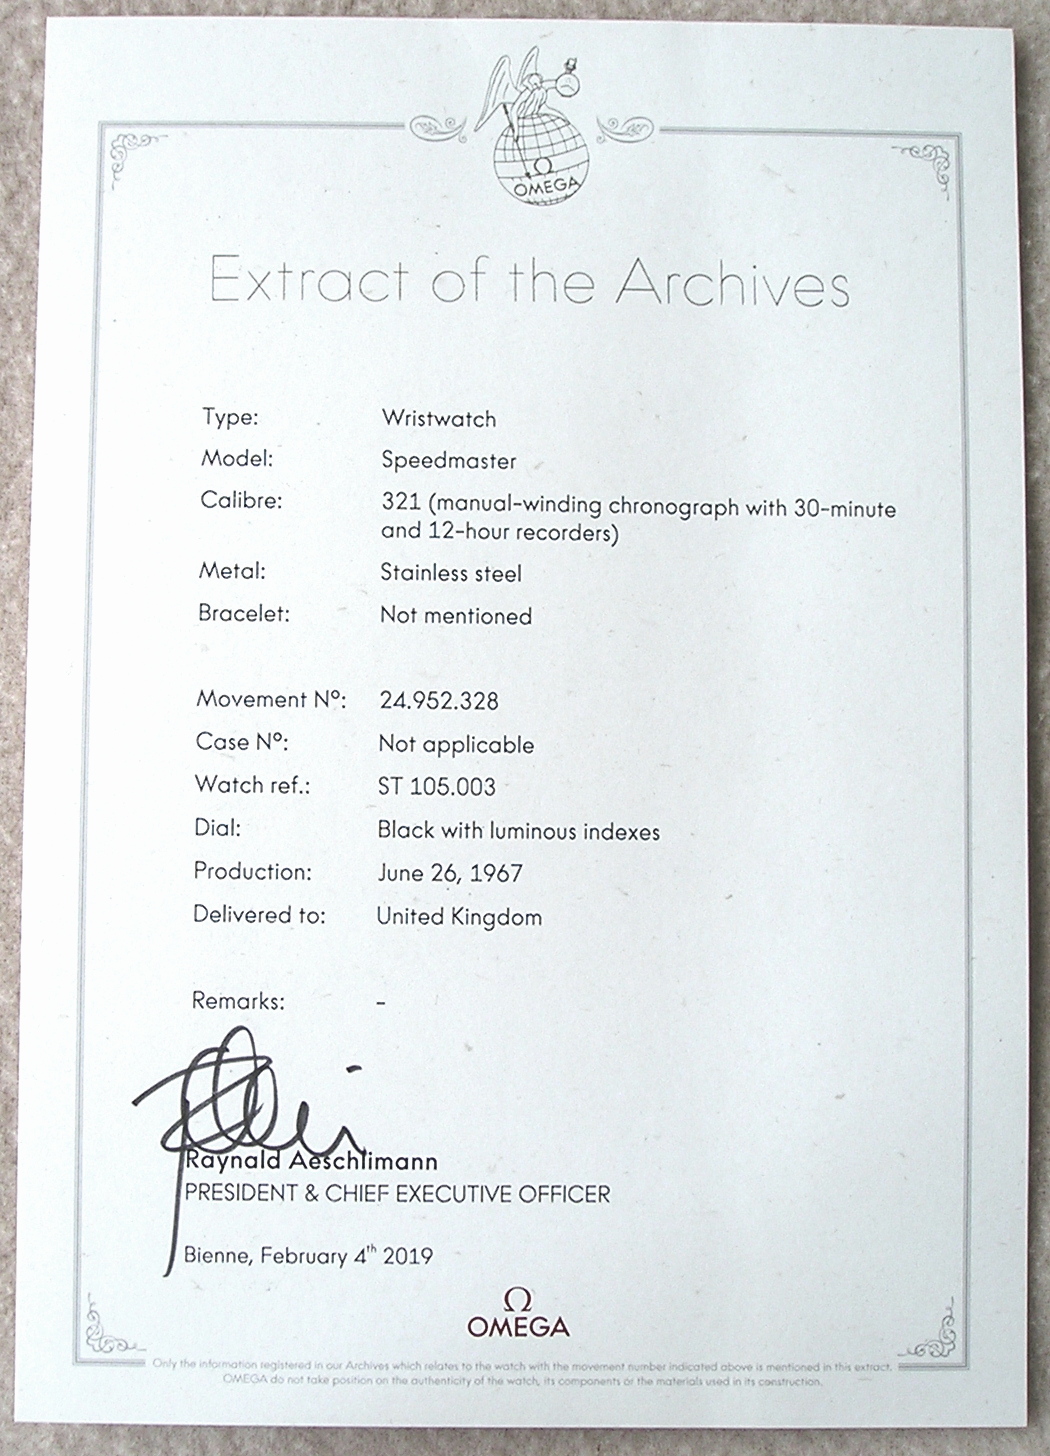 Ω
OMEGA
Extract of the Archives
Type: Wristwatch
Model: Speedmaster
Calibre: 321 (manual-winding chronograph with 30-minute
and 12-hour recorders)
Metal: Stainless steel
Bracelet: Not mentioned
Movement Nº: 24.952.328
Case Nº: Not applicable
Watch ref.: ST 105.003
Dial: Black with luminous indexes
Production: June 26, 1967
Delivered to: United Kingdom
Remarks: -
Raynald Aeschlimann
PRESIDENT & CHIEF EXECUTIVE OFFICER
Bienne, February 4th 2019
Ω
OMEGA
Only the information registered in our Archives which relates to the watch with the movement number indicated above is mentioned in this extract.
OMEGA do not take position on the authenticity of the watch, its components or the materials used in its construction.